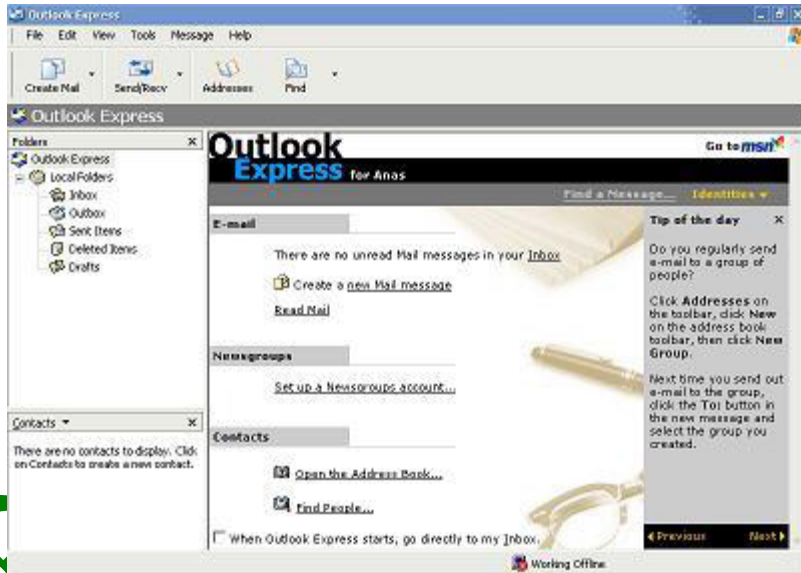 Outlook Express
File Edit View Tools Message Help
Create Mail Send/Recv Addresses Find
Outlook Express
Folders x
Outlook Express
Local Folders
Inbox
Outbox
Sent Items
Deleted Items
Drafts
Contacts x
There are no contacts to display. Click
on Contacts to create a new contact.
Outlook
Express for Anas
Go to msn
Find a Message... Identities
E-mail
There are no unread Mail messages in your Inbox
Create a new Mail message
Read Mail
Newsgroups
Set up a Newsgroups account...
Contacts
Open the Address Book...
Find People...
When Outlook Express starts, go directly to my Inbox.
Tip of the day x
Do you regularly send
e-mail to a group of
people?
Click Addresses on
the toolbar, click New
on the address book
toolbar, then click New
Group.
Next time you send out
e-mail to the group,
click the To: button in
the new message and
select the group you
created.
Previous Next
Working Offline